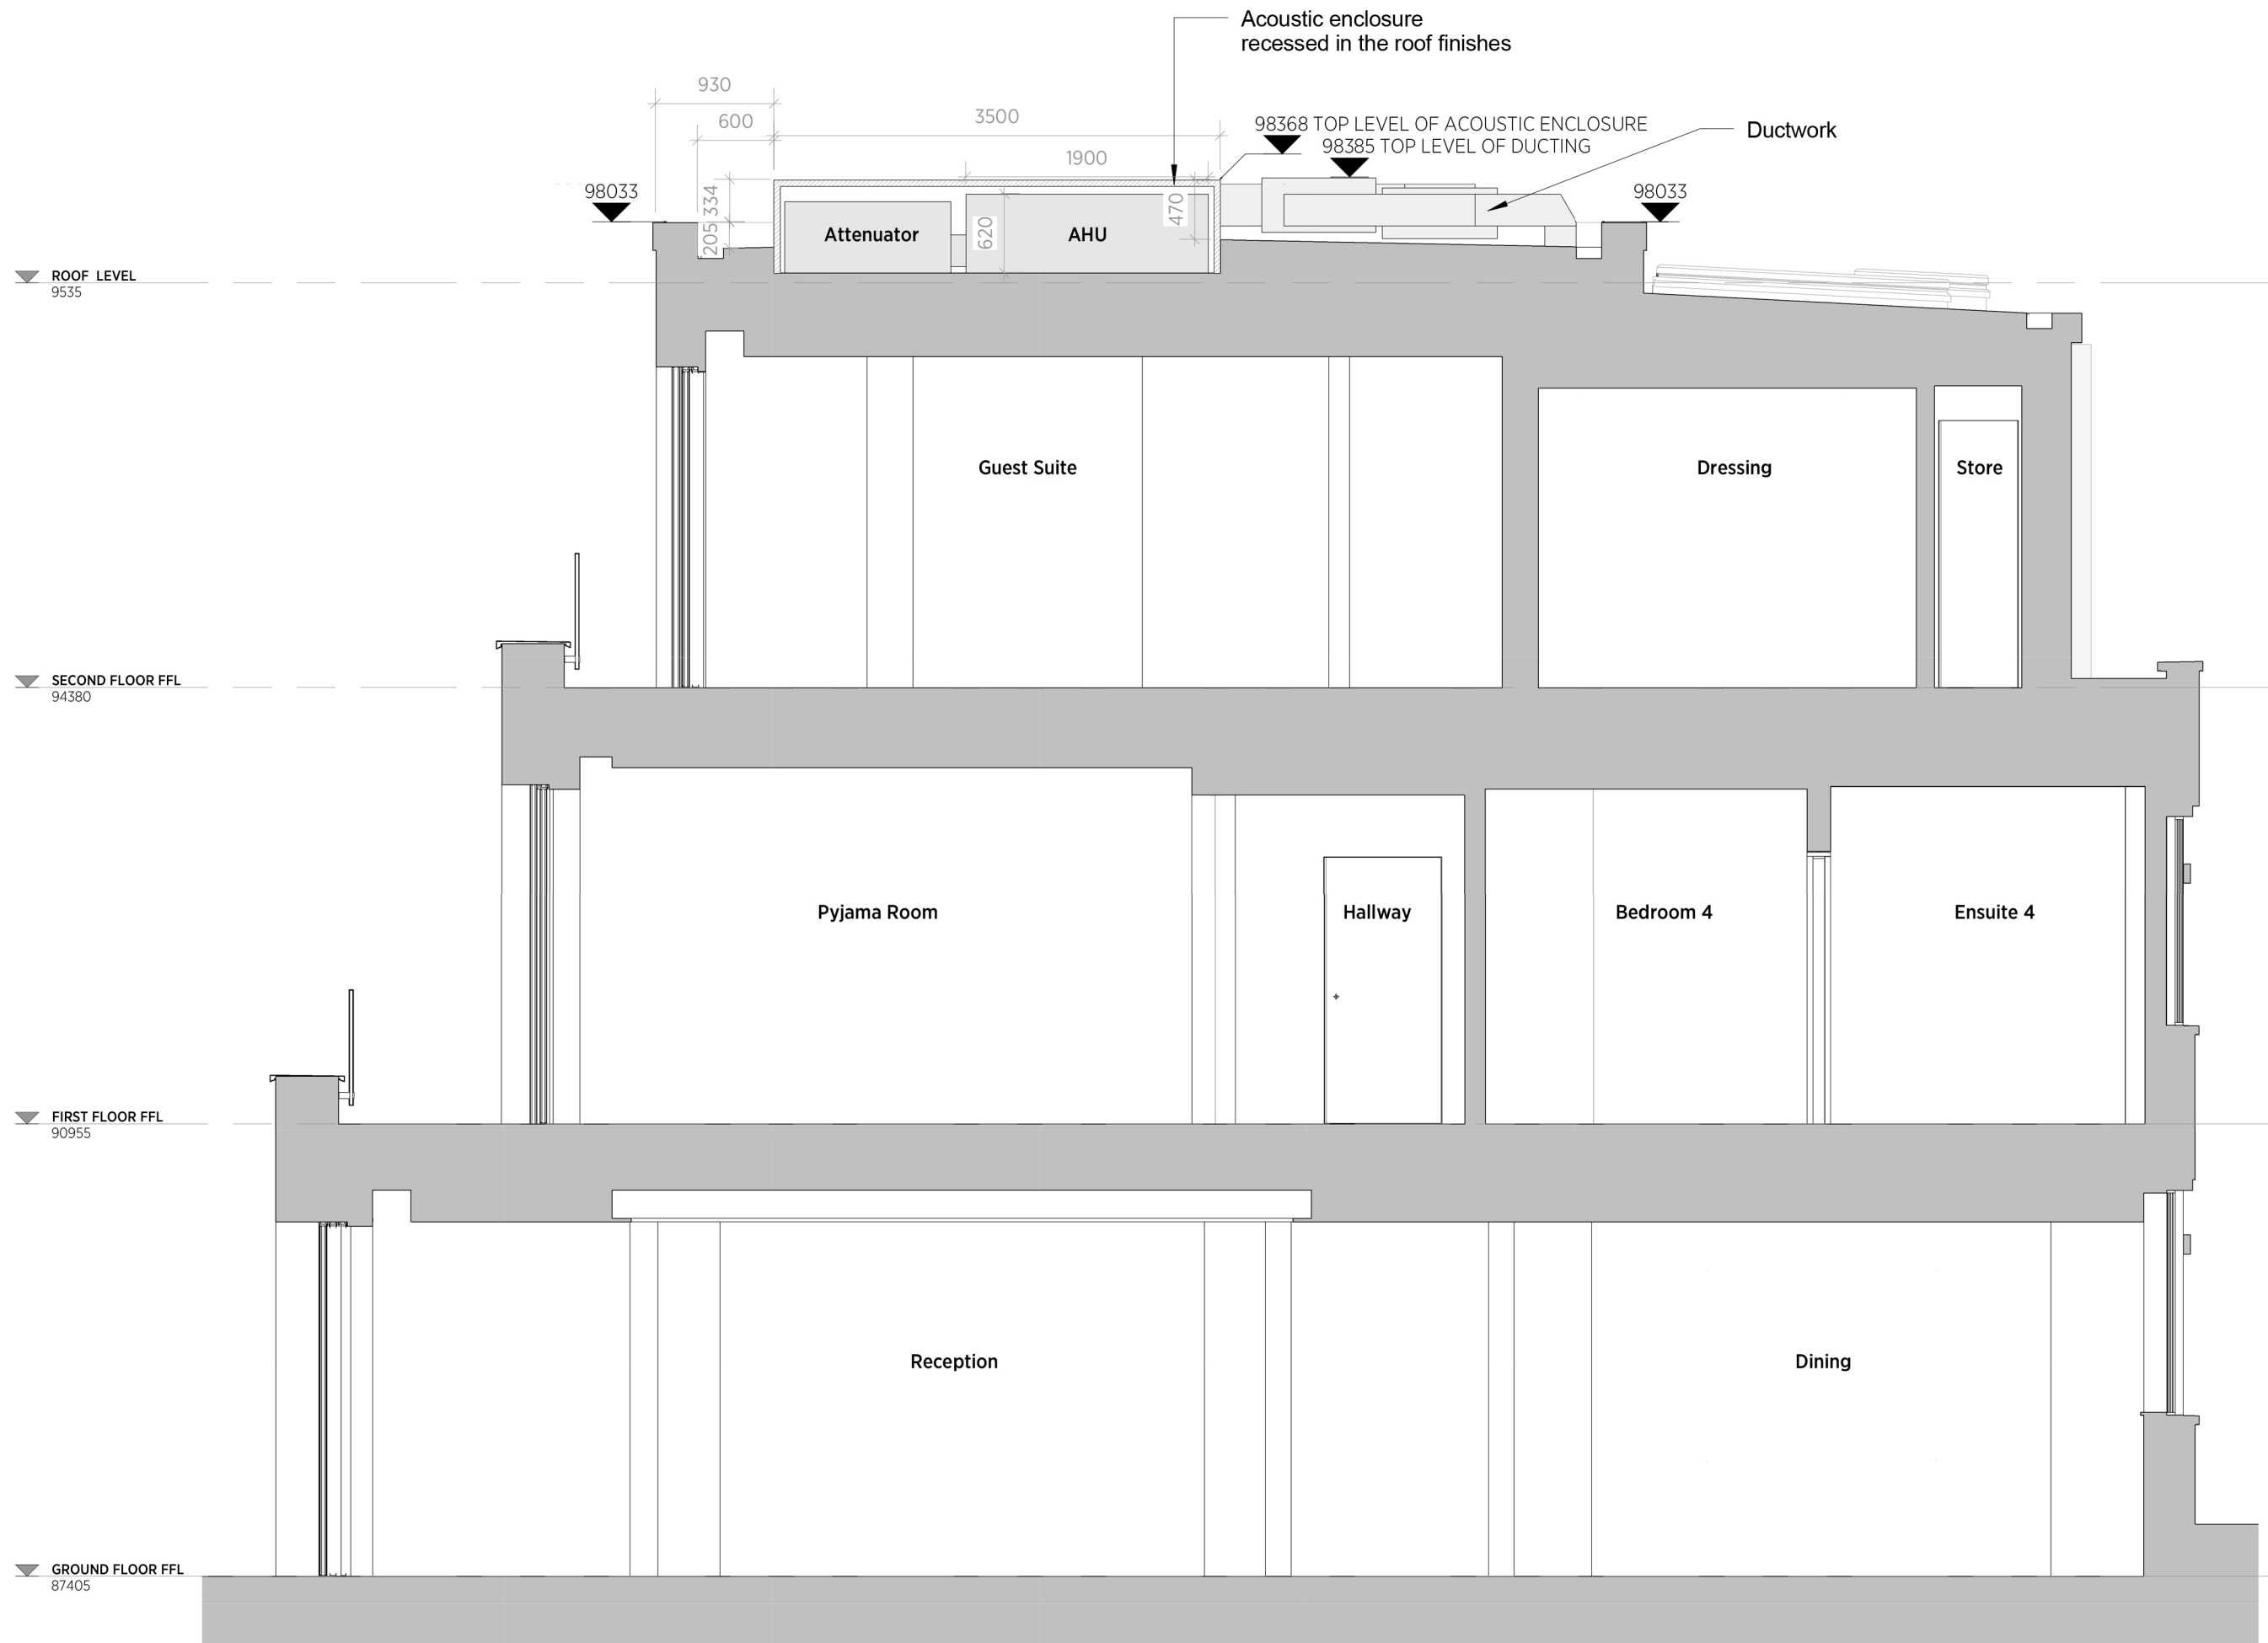 Acoustic enclosure
recessed in the roof finishes
930
600
3500
98368 TOP LEVEL OF ACOUSTIC ENCLOSURE
Ductwork
98385 TOP LEVEL OF DUCTING
1900
98033
334
205
470
620
98033
Attenuator
AHU
ROOF LEVEL
9535
Guest Suite
Dressing
Store
SECOND FLOOR FFL
94380
Pyjama Room
Hallway
Bedroom 4
Ensuite 4
FIRST FLOOR FFL
90955
Reception
Dining
GROUND FLOOR FFL
87405